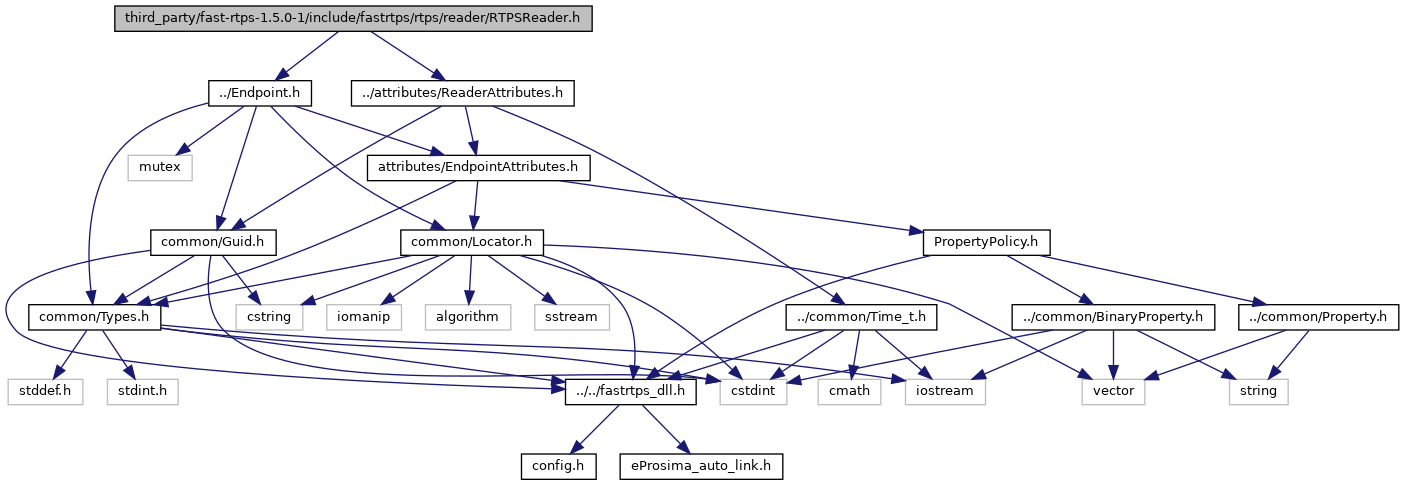 third_party/fast-rtps-1.5.0-1/include/fastrtps/rtps/reader/RTPSReader.h
../Endpoint.h
../attributes/ReaderAttributes.h
mutex
attributes/EndpointAttributes.h
common/Guid.h
common/Locator.h
PropertyPolicy.h
common/Types.h
cstring
iomanip
algorithm
sstream
../common/Time_t.h
../common/BinaryProperty.h
../common/Property.h
stddef.h
stdint.h
../../fastrtps_dll.h
cstdint
cmath
iostream
vector
string
config.h
eProsima_auto_link.h